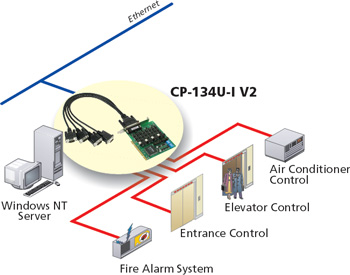 Ethernet
CP-134U-I V2
Windows NT
Server
Air Conditioner
Control
Elevator Control
Entrance Control
Fire Alarm System